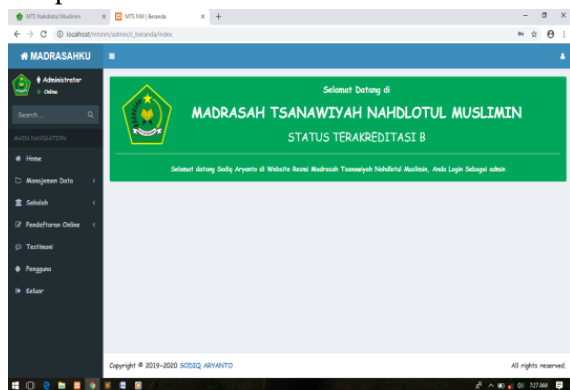 MTS Nahdlotul Muslimin
MTS NM | Beranda
localhost/mtsnm/admin/c_beranda/index
MADRASAHKU
Administrator
Online
Search...
MAIN NAVIGATION
Home
Manajemen Data
Sekolah
Pendaftaran Online
Testimoni
Pengguna
Keluar
Selamat Datang di
MADRASAH TSANAWIYAH NAHDLOTUL MUSLIMIN
STATUS TERAKREDITASI B
Selamat datang Sodiq Aryanto di Website Resmi Madrasah Tsanawiyah Nahdlotul Muslimin, Anda Login Sebagai admin
Copyright © 2019-2020 SODIQ ARYANTO
All rights reserved.
7:27 AM